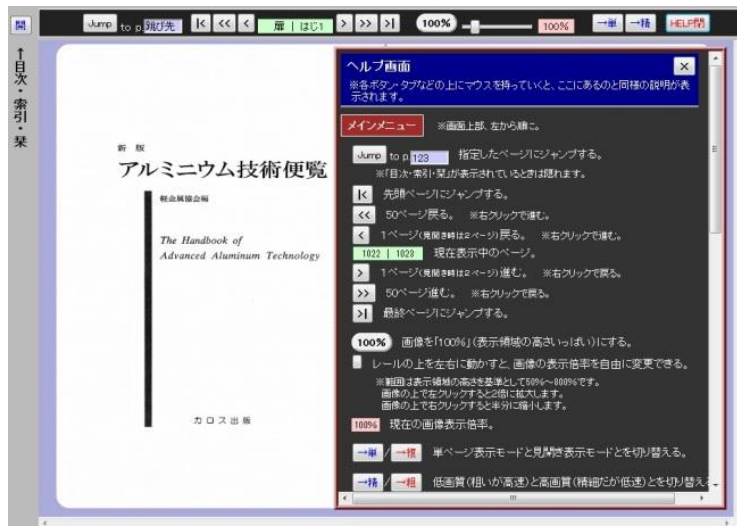 開
Jump to p.飛び先 |< << < 扉 | はじ1 > >> >| 100% 100% →単 →精 HELP閉
↑目次・索引・栞
新 版
アルミニウム技術便覧
軽金属協会編
The Handbook of
Advanced Aluminum Technology
カロス出版
ヘルプ画面 ×
※各ボタン・タブなどの上にマウスを持っていくと、ここにあるのと同様の説明が表
示されます。
メインメニュー ※画面上部、左から順に。
Jump to p.123 指定したページにジャンプする。
※「目次・索引・栞」が表示されているときは隠れます。
|< 先頭ページにジャンプする。
<< 50ページ戻る。 ※右クリックで進む。
< 1ページ(見開き時は2ページ)戻る。 ※右クリックで進む。
1022 | 1023 現在表示中のページ。
> 1ページ(見開き時は2ページ)進む。 ※右クリックで戻る。
>> 50ページ進む。 ※右クリックで戻る。
>| 最終ページにジャンプする。
100% 画像を「100%」(表示領域の高さいっぱい)にする。
レールの上を左右に動かすと、画像の表示倍率を自由に変更できる。
※範囲は表示領域の高さを基準として50%~800%です。
画像の上で左クリックすると2倍に拡大します。
画像の上で右クリックすると半分に縮小します。
100% 現在の画像表示倍率。
→単 / →複 単ページ表示モードと見開き表示モードとを切り替える。
→精 / →粗 低画質(粗いが高速)と高画質(精細だが低速)とを切り替え